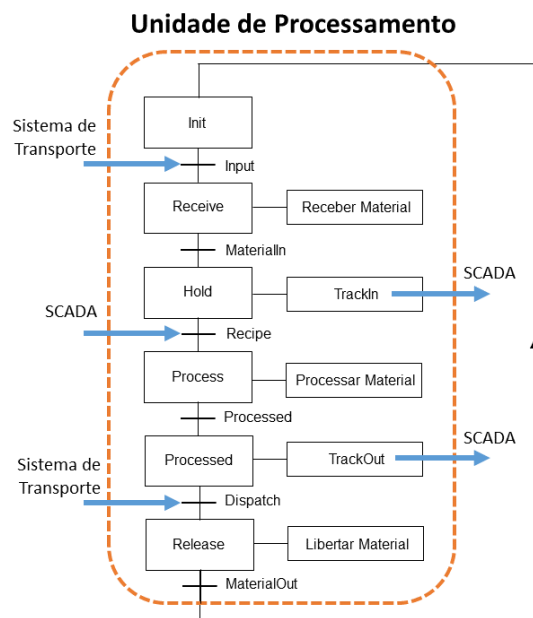 Unidade de Processamento
Init
Sistema de
Transporte
Input
Receive
Receber Material
MaterialIn
SCADA
Hold
TrackIn
SCADA
Recipe
Process
Processar Material
Processed
SCADA
Processed
TrackOut
Sistema de
Transporte
Dispatch
Release
Libertar Material
MaterialOut